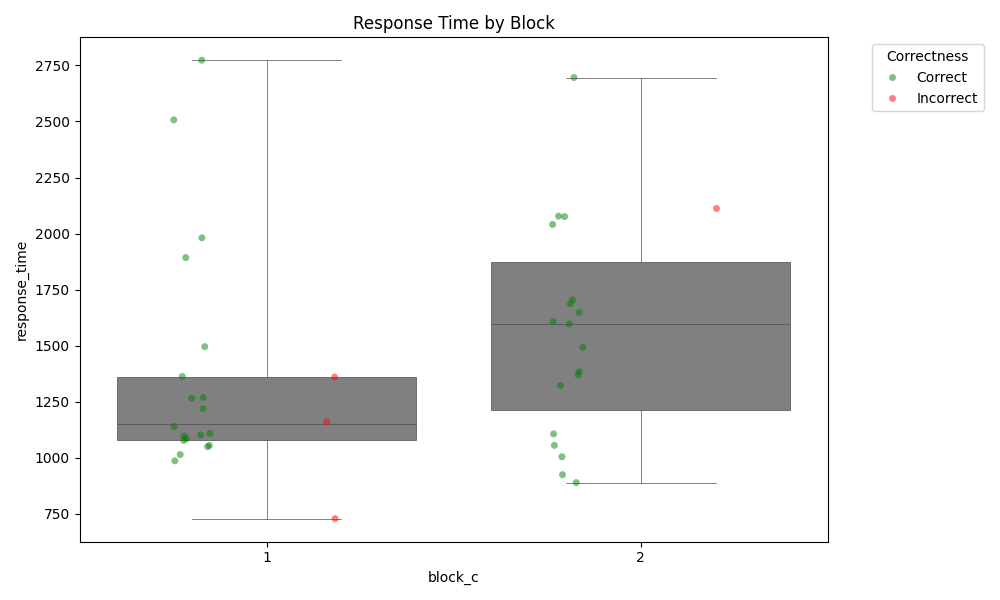 Response Time by Block
Correctness
Correct
Incorrect
response_time
2750
2500
2250
2000
1750
1500
1250
1000
750
1
2
block_c